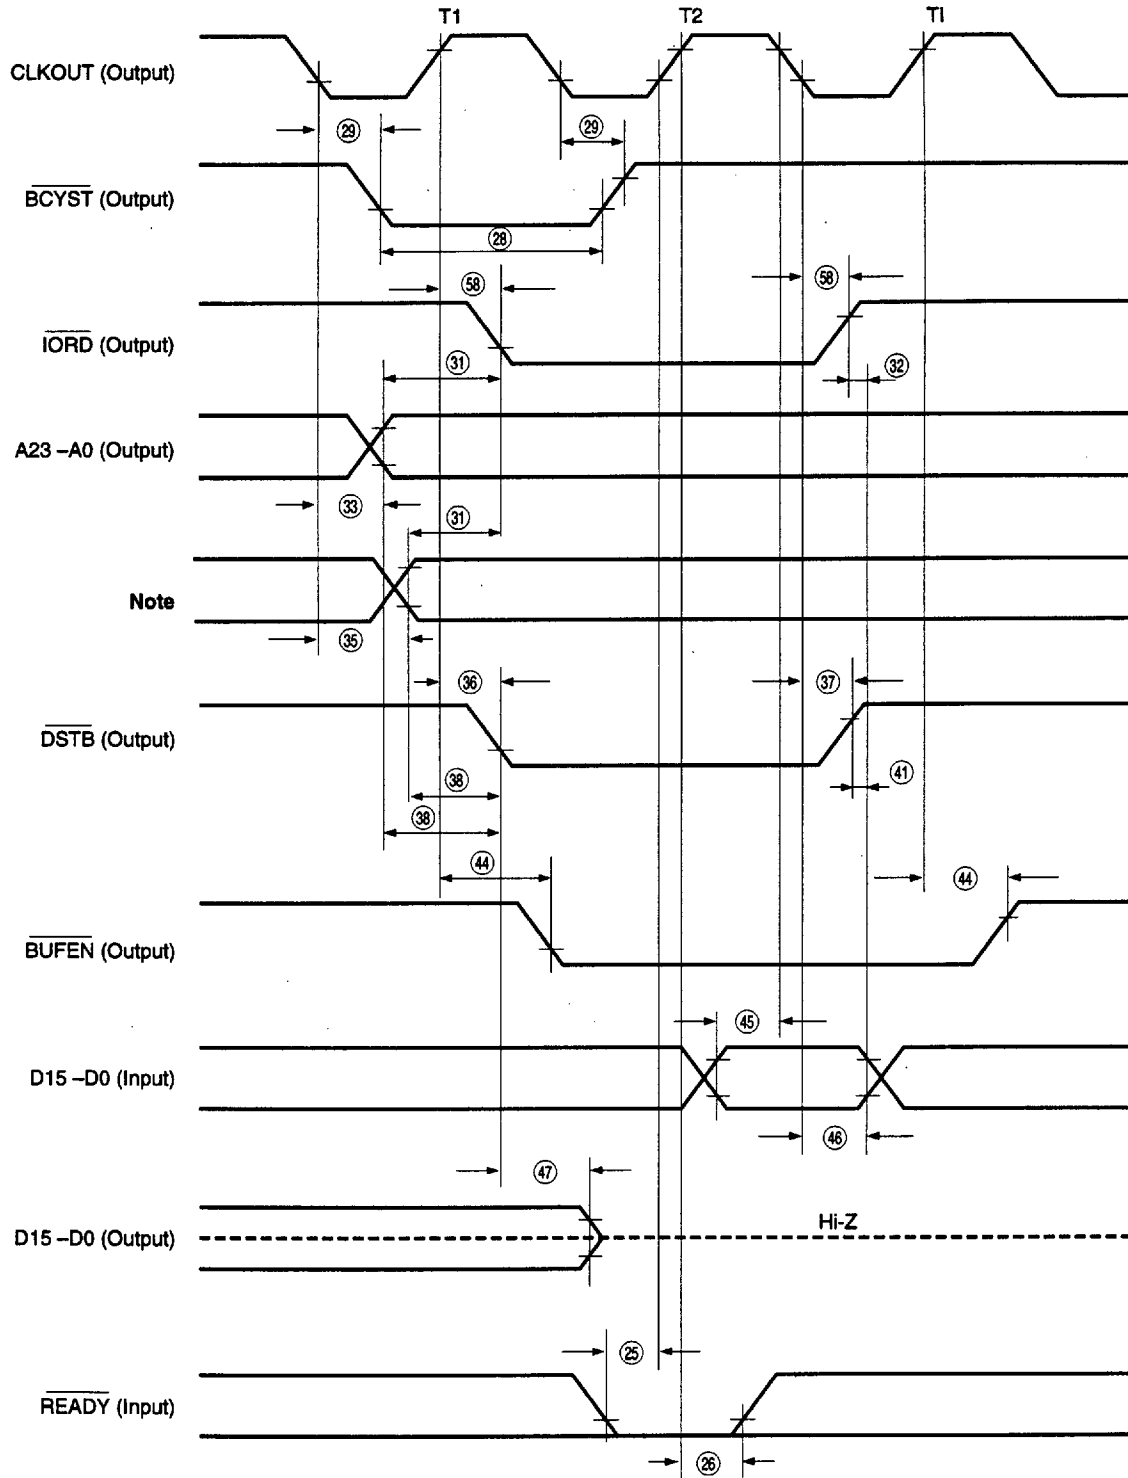 T1 T2 TI
CLKOUT (Output)
29 29
BCYST (Output)
28
58 58
IORD (Output)
31 32
A23 –A0 (Output)
33 31
Note
35
36 37
DSTB (Output)
38 41
38
44 44
BUFEN (Output)
45
D15 –D0 (Input)
46
47
Hi-Z
D15 –D0 (Output)
25
READY (Input)
26